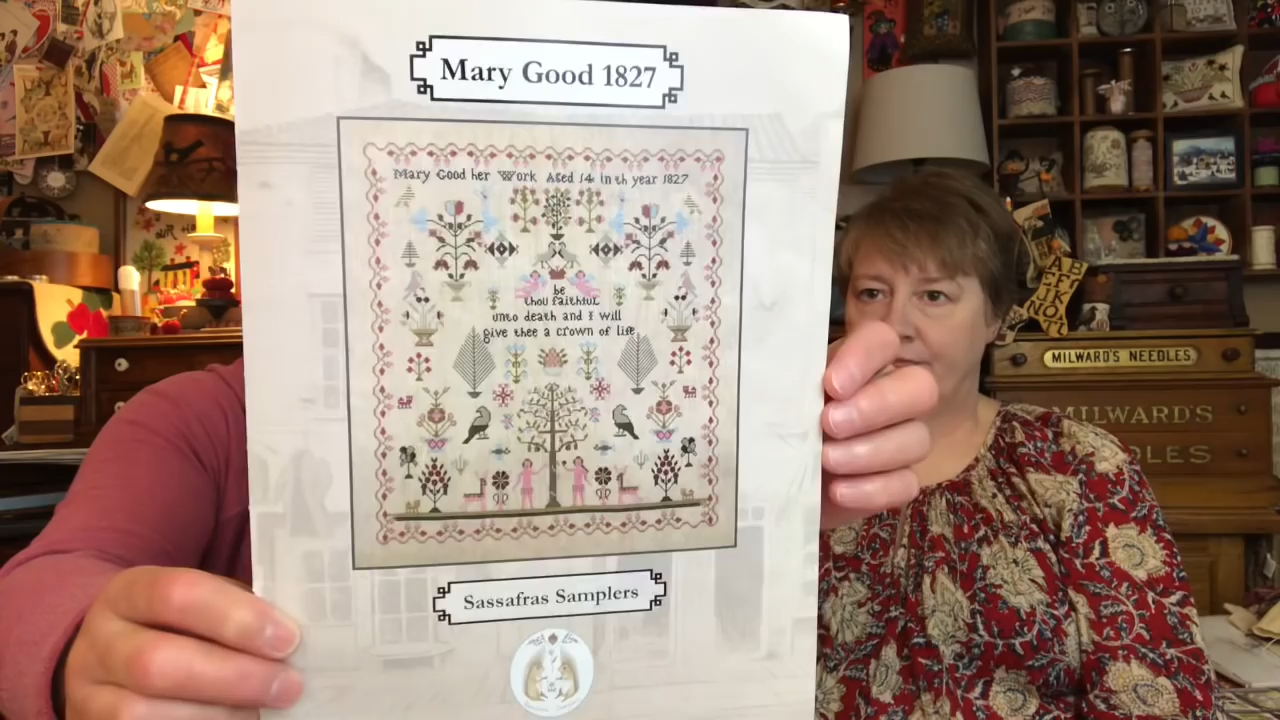 Mary Good 1827
Mary Good her Work Aged 14 in th year 1827
be
thou faithful
unto death and I will
give thee a crown of life
Sassafras Samplers
MILWARD'S NEEDLES
MILWARD'S
DLES